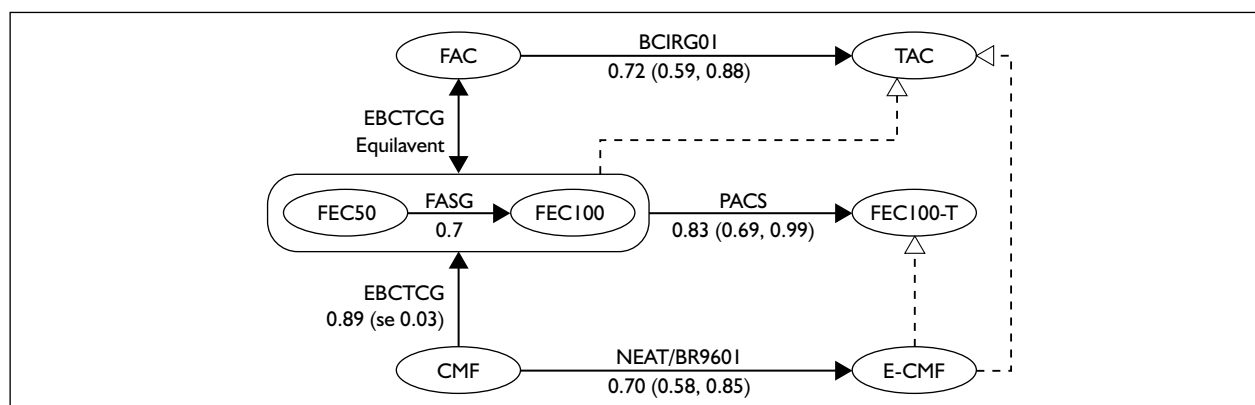 BCIRG01
FAC
TAC
0.72 (0.59, 0.88)
EBCTCG
Equilavent
FASG
PACS
FEC50
FEC100
FEC100-T
0.7
0.83 (0.69, 0.99)
EBCTCG
0.89 (se 0.03)
NEAT/BR9601
CMF
E-CMF
0.70 (0.58, 0.85)